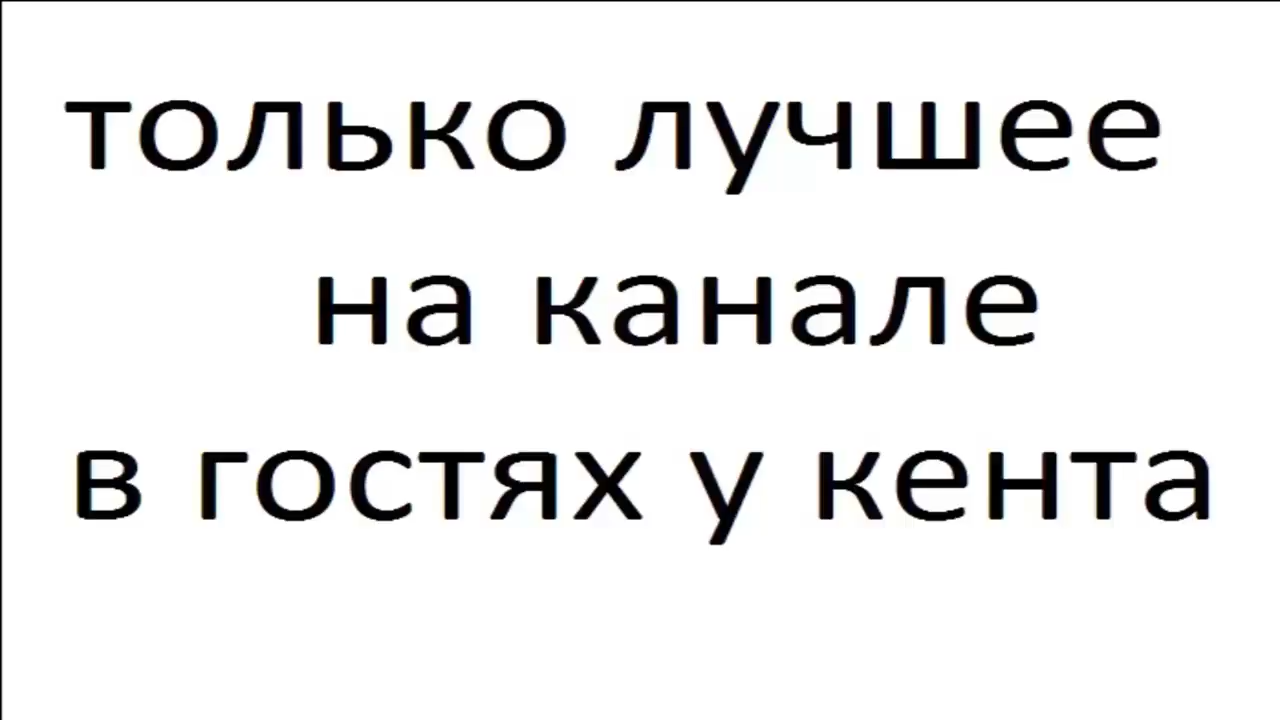 только лучшее
на канале
в гостях у кента